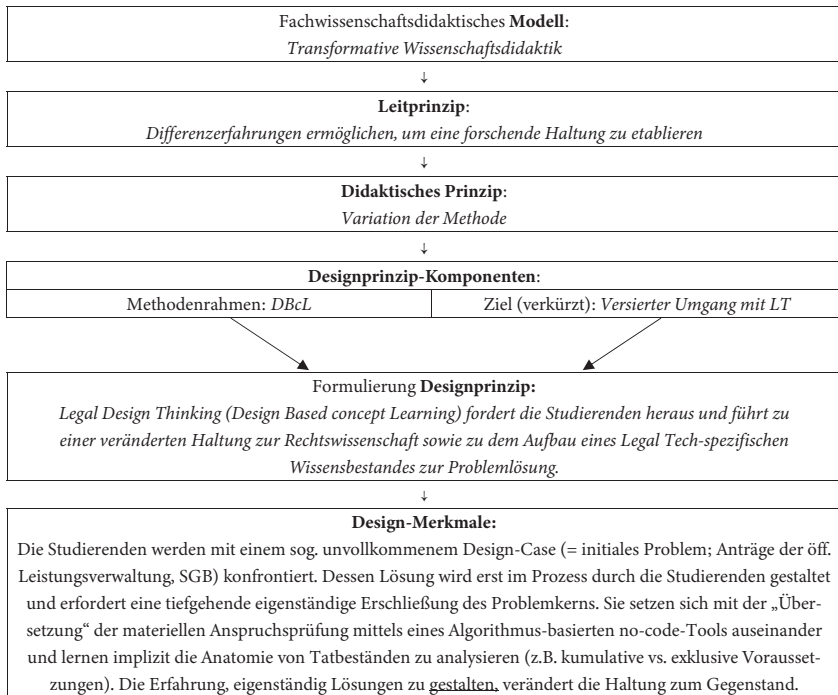 Fachwissenschaftsdidaktisches Modell:
Transformative Wissenschaftsdidaktik
↓
Leitprinzip:
Differenzerfahrungen ermöglichen, um eine forschende Haltung zu etablieren
↓
Didaktisches Prinzip:
Variation der Methode
↓
Designprinzip-Komponenten:
Methodenrahmen: DBcL
Ziel (verkürzt): Versierter Umgang mit LT
Formulierung Designprinzip:
Legal Design Thinking (Design Based concept Learning) fordert die Studierenden heraus und führt zu
einer veränderten Haltung zur Rechtswissenschaft sowie zu dem Aufbau eines Legal Tech-spezifischen
Wissensbestandes zur Problemlösung.
↓
Design-Merkmale:
Die Studierenden werden mit einem sog. unvollkommenem Design-Case (= initiales Problem; Anträge der öff.
Leistungsverwaltung, SGB) konfrontiert. Dessen Lösung wird erst im Prozess durch die Studierenden gestaltet
und erfordert eine tiefgehende eigenständige Erschließung des Problemkerns. Sie setzen sich mit der „Über-
setzung“ der materiellen Anspruchsprüfung mittels eines Algorithmus-basierten no-code-Tools auseinander
und lernen implizit die Anatomie von Tatbeständen zu analysieren (z.B. kumulative vs. exklusive Vorausset-
zungen). Die Erfahrung, eigenständig Lösungen zu gestalten, verändert die Haltung zum Gegenstand.